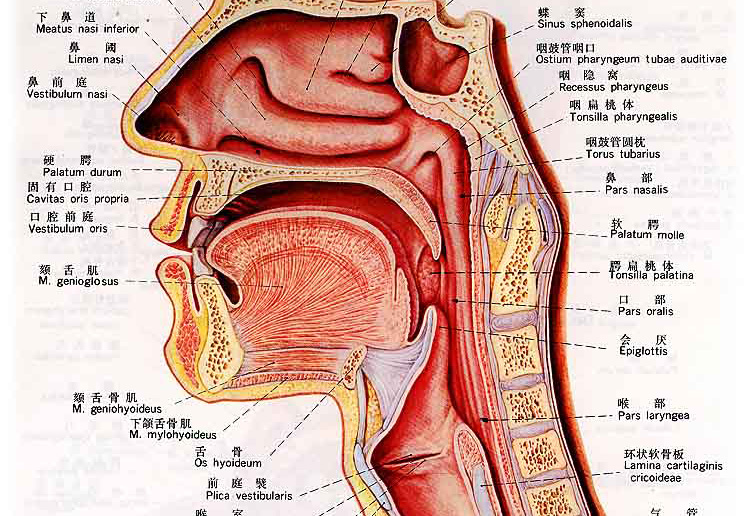 下鼻道
Meatus nasi inferior
鼻阈
Limen nasi
鼻前庭
Vestibulum nasi
硬腭
Palatum durum
固有口腔
Cavitas oris propria
口腔前庭
Vestibulum oris
颏舌肌
M. genioglosus
颏舌骨肌
M. geniohyoideus
下颌舌骨肌
M. mylohyoideus
舌骨
Os hyoideum
前庭襞
Plica vestibularis
喉室
蝶窦
Sinus sphenoidalis
咽鼓管咽口
Ostium pharyngeum tubae auditivae
咽隐窝
Recessus pharyngeus
咽扁桃体
Tonsilla pharyngealis
咽鼓管圆枕
Torus tubarius
鼻部
Pars nasalis
软腭
Palatum molle
腭扁桃体
Tonsilla palatina
口部
Pars oralis
会厌
Epiglottis
喉部
Pars laryngea
环状软骨板
Lamina cartilaginis
cricoideae
气管